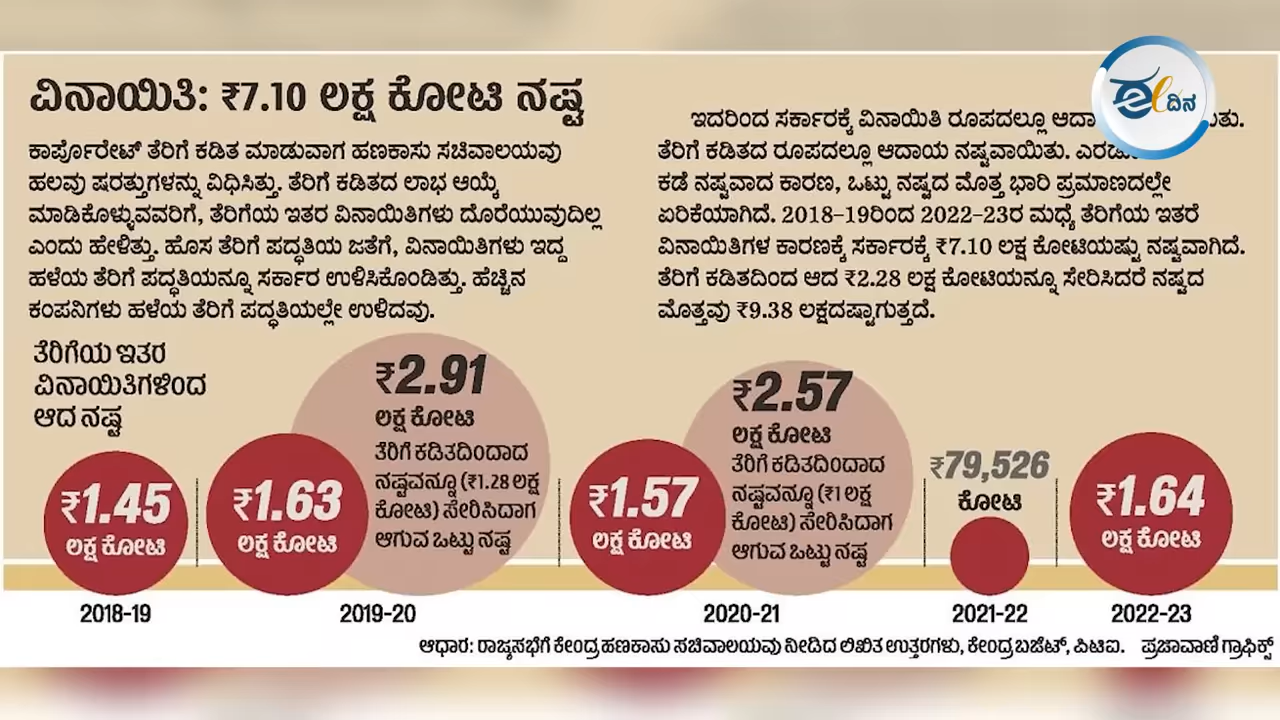 ವಿನಾಯಿತಿ: ₹7.10 ಲಕ್ಷ ಕೋಟಿ ನಷ್ಟ
ಕಾರ್ಪೊರೇಟ್ ತೆರಿಗೆ ಕಡಿತ ಮಾಡುವಾಗ ಹಣಕಾಸು ಸಚಿವಾಲಯವು
ಹಲವು ಷರತ್ತುಗಳನ್ನು ವಿಧಿಸಿತ್ತು. ತೆರಿಗೆ ಕಡಿತದ ಲಾಭ ಆಯ್ಕೆ
ಮಾಡಿಕೊಳ್ಳುವವರಿಗೆ, ತೆರಿಗೆಯ ಇತರ ವಿನಾಯಿತಿಗಳು ದೊರೆಯುವುದಿಲ್ಲ
ಎಂದು ಹೇಳಿತ್ತು. ಹೊಸ ತೆರಿಗೆ ಪದ್ಧತಿಯ ಜತೆಗೆ, ವಿನಾಯಿತಿಗಳು ಇದ್ದ
ಹಳೆಯ ತೆರಿಗೆ ಪದ್ಧತಿಯನ್ನೂ ಸರ್ಕಾರ ಉಳಿಸಿಕೊಂಡಿತ್ತು. ಹೆಚ್ಚಿನ
ಕಂಪನಿಗಳು ಹಳೆಯ ತೆರಿಗೆ ಪದ್ಧತಿಯಲ್ಲೇ ಉಳಿದವು.
ಇದರಿಂದ ಸರ್ಕಾರಕ್ಕೆ ವಿನಾಯಿತಿ ರೂಪದಲ್ಲೂ
ತೆರಿಗೆ ಕಡಿತದ ರೂಪದಲ್ಲೂ ಆದಾಯ ನಷ್ಟವಾಯಿತು.
ಕಡೆ ನಷ್ಟವಾದ ಕಾರಣ, ಒಟ್ಟು ನಷ್ಟದ ಮೊತ್ತ ಭಾರಿ ಪ್ರಮಾಣದಲ್ಲೇ
ಏರಿಕೆಯಾಗಿದೆ. 2018–19ರಿಂದ 2022–23ರ ಮಧ್ಯೆ ತೆರಿಗೆಯ ಇತರೆ
ವಿನಾಯಿತಿಗಳ ಕಾರಣಕ್ಕೆ ಸರ್ಕಾರಕ್ಕೆ ₹7.10 ಲಕ್ಷ ಕೋಟಿಯಷ್ಟು ನಷ್ಟವಾಗಿದೆ.
ತೆರಿಗೆ ಕಡಿತದಿಂದ ಆದ ₹2.28 ಲಕ್ಷ ಕೋಟಿಯನ್ನೂ ಸೇರಿಸಿದರೆ ನಷ್ಟದ
ಮೊತ್ತವು ₹9.38 ಲಕ್ಷದಷ್ಟಾಗುತ್ತದೆ.
ಈ ದಿನ
ತೆರಿಗೆಯ ಇತರ
ವಿನಾಯಿತಿಗಳಿಂದ
ಆದ ನಷ್ಟ
₹1.45
ಲಕ್ಷ ಕೋಟಿ
2018-19
₹1.63
ಲಕ್ಷ ಕೋಟಿ
₹2.91
ಲಕ್ಷ ಕೋಟಿ
ತೆರಿಗೆ ಕಡಿತದಿಂದಾದ
ನಷ್ಟವನ್ನೂ (₹1.28 ಲಕ್ಷ
ಕೋಟಿ) ಸೇರಿಸಿದಾಗ
ಆಗುವ ಒಟ್ಟು ನಷ್ಟ
2019-20
₹1.57
ಲಕ್ಷ ಕೋಟಿ
₹2.57
ಲಕ್ಷ ಕೋಟಿ
ತೆರಿಗೆ ಕಡಿತದಿಂದಾದ
ನಷ್ಟವನ್ನೂ (₹1 ಲಕ್ಷ
ಕೋಟಿ) ಸೇರಿಸಿದಾಗ
ಆಗುವ ಒಟ್ಟು ನಷ್ಟ
2020-21
₹79,526
ಕೋಟಿ
2021-22
₹1.64
ಲಕ್ಷ ಕೋಟಿ
2022-23
ಆಧಾರ: ರಾಜ್ಯಸಭೆಗೆ ಕೇಂದ್ರ ಹಣಕಾಸು ಸಚಿವಾಲಯವು ನೀಡಿದ ಲಿಖಿತ ಉತ್ತರಗಳು, ಕೇಂದ್ರ ಬಜೆಟ್, ಪಿಟಿಐ. ಪ್ರಜಾವಾಣಿ ಗ್ರಾಫಿಕ್ಸ್